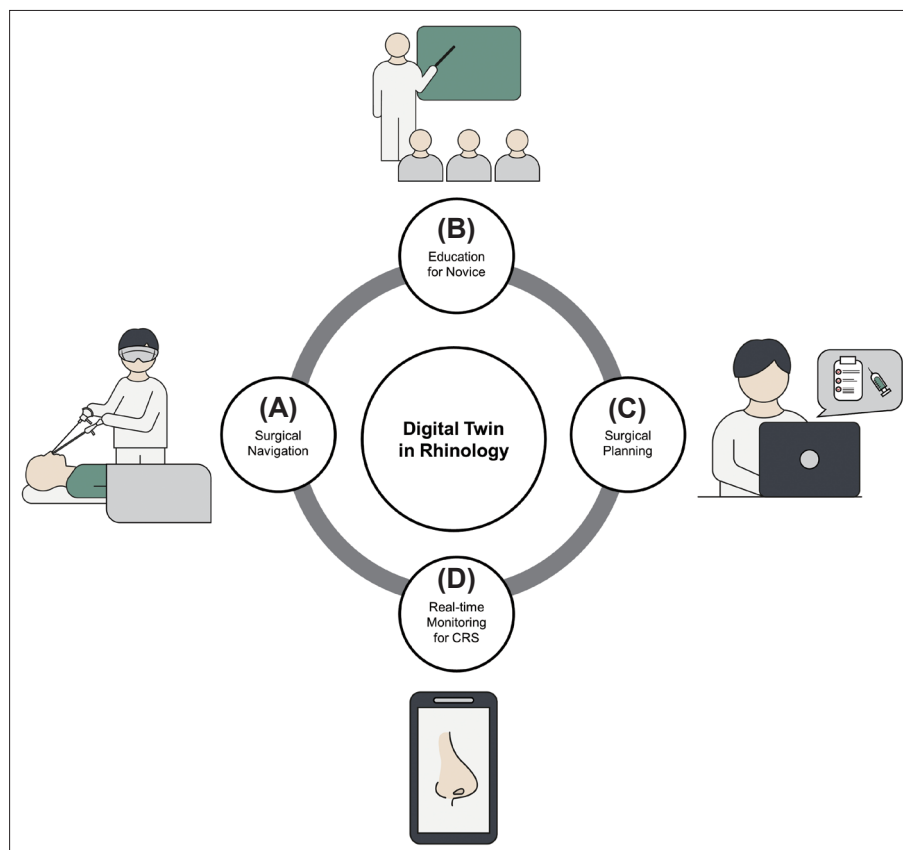 (B)
Education
for Novice
(A)
Surgical
Navigation
Digital Twin
in Rhinology
(C)
Surgical
Planning
(D)
Real-time
Monitoring
for CRS